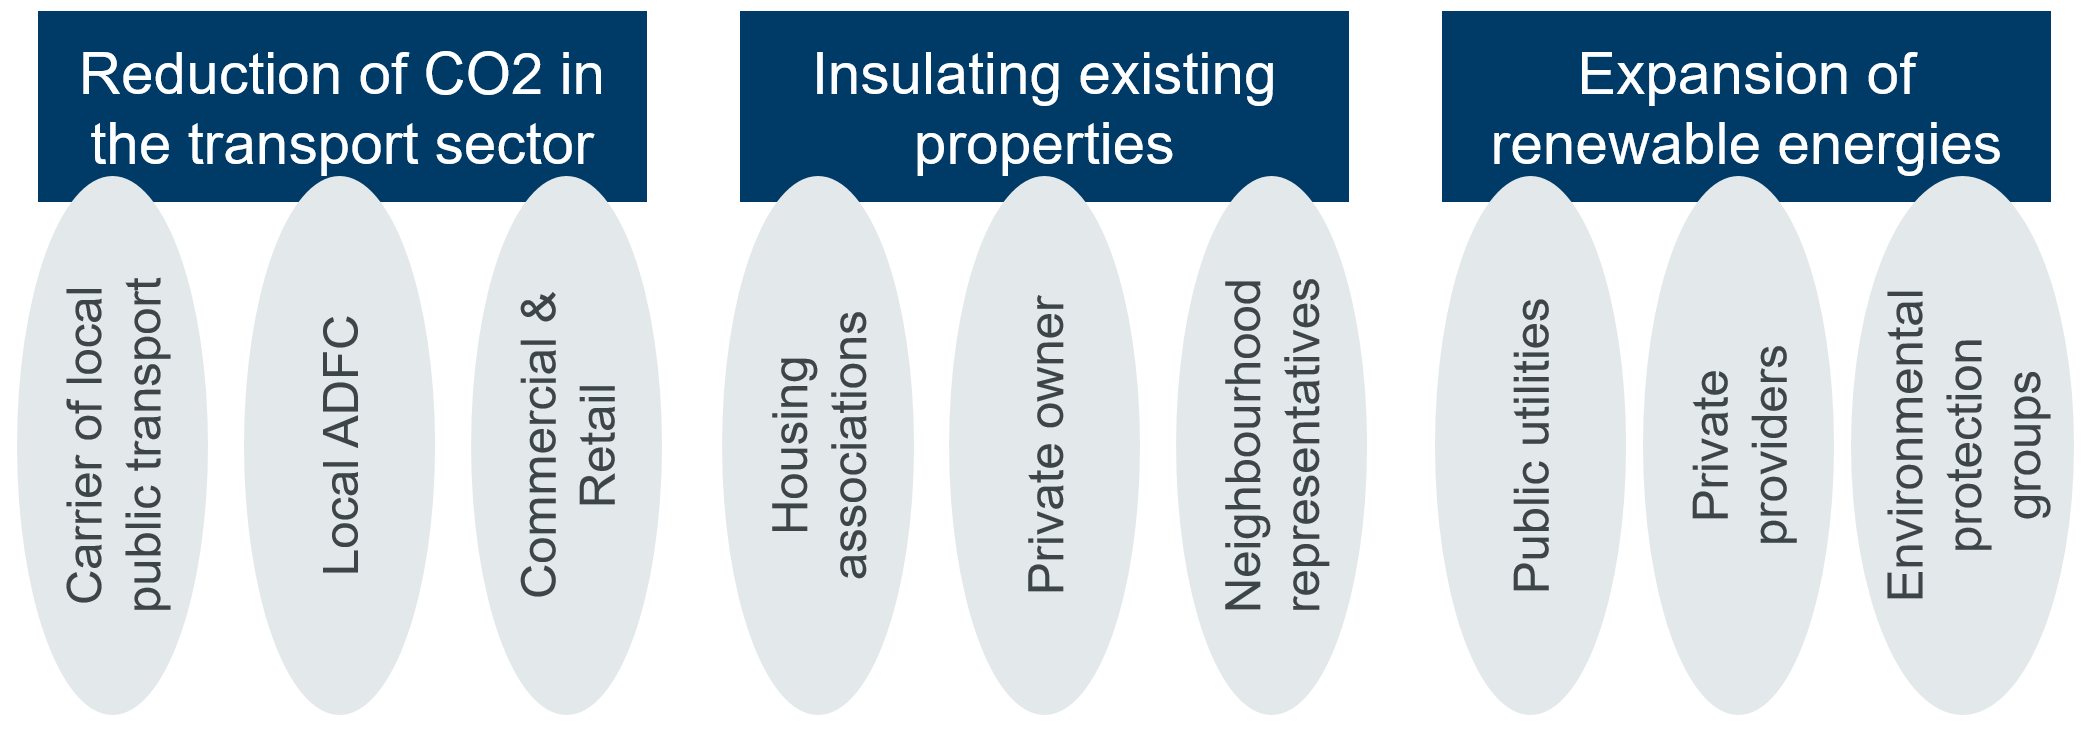 Reduction of CO2 in
the transport sector
Carrier of local
public transport
Local ADFC
Commercial &
Retail
Insulating existing
properties
Housing
associations
Private owner
Neighbourhood
representatives
Expansion of
renewable energies
Public utilities
Private
providers
Environmental
protection
groups